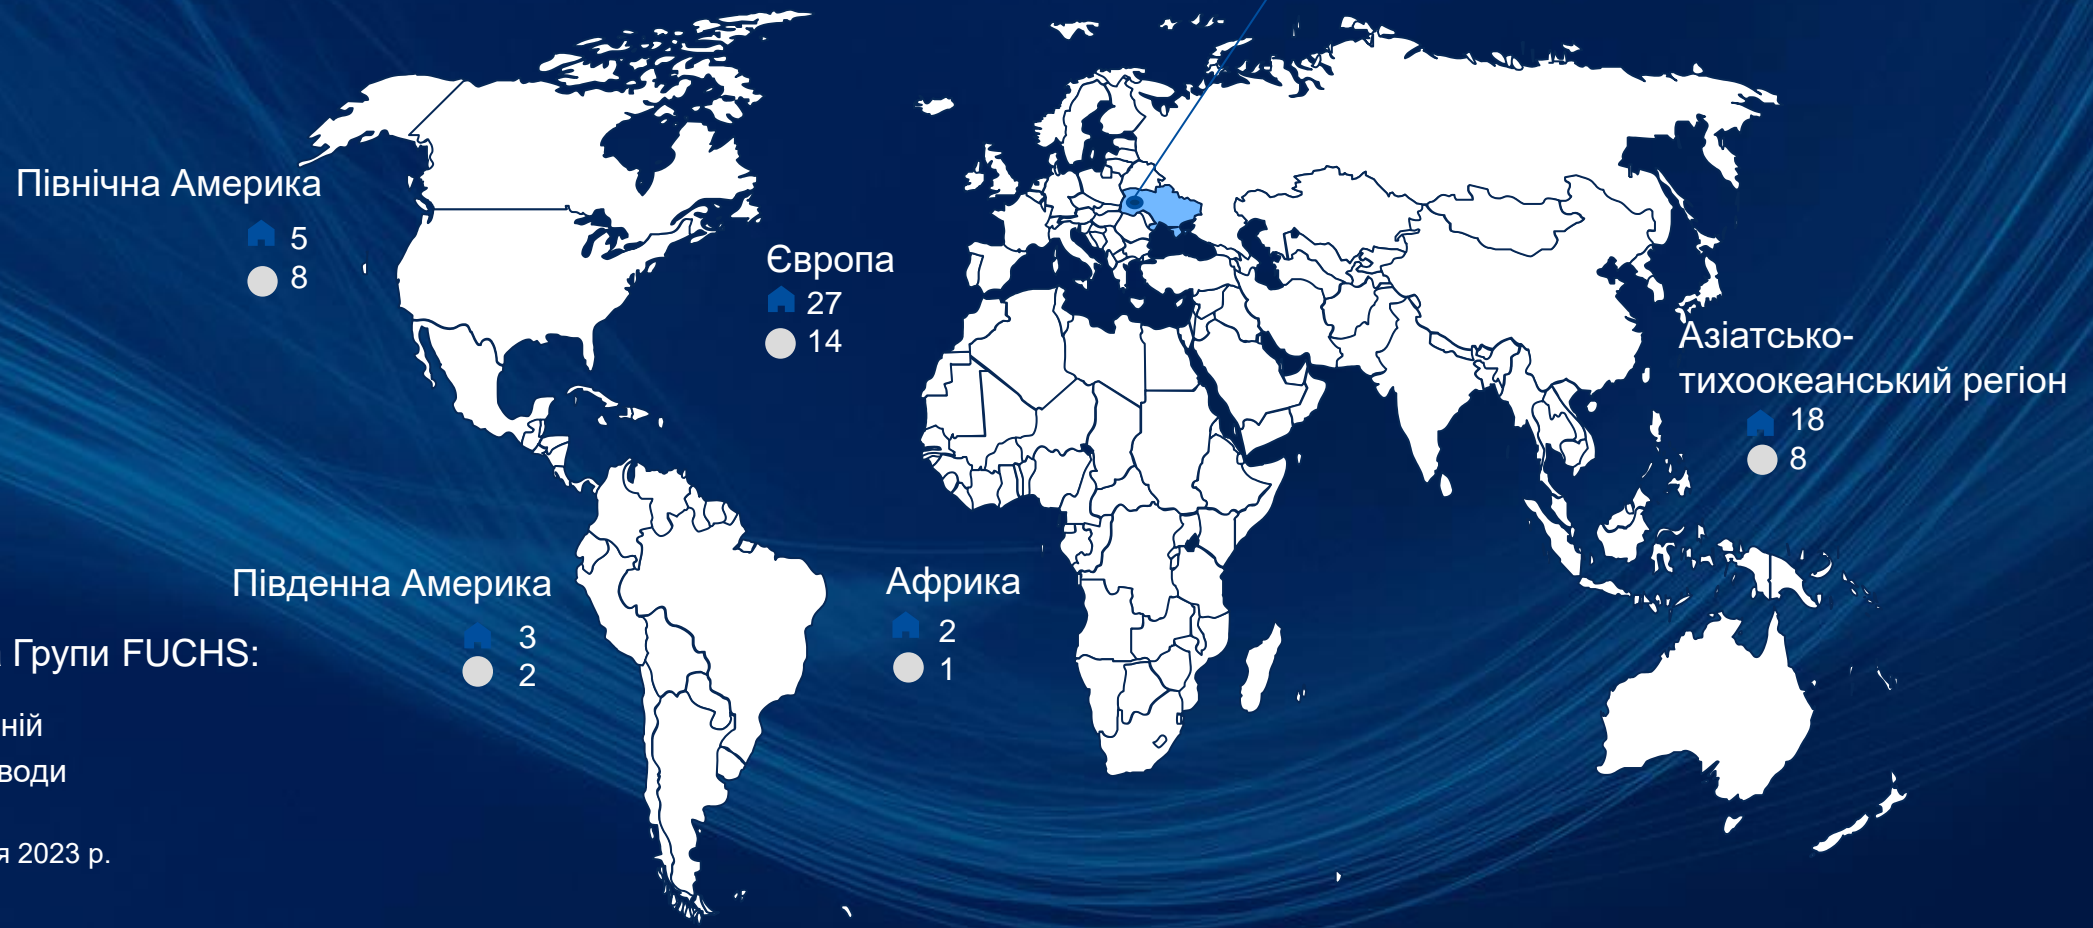 Північна Америка
5
8
Європа
27
14
Азіатсько-
тихоокеанський регіон
18
8
Південна Америка
3
2
Африка
2
1
Групи FUCHS:
ній
води
я 2023 р.